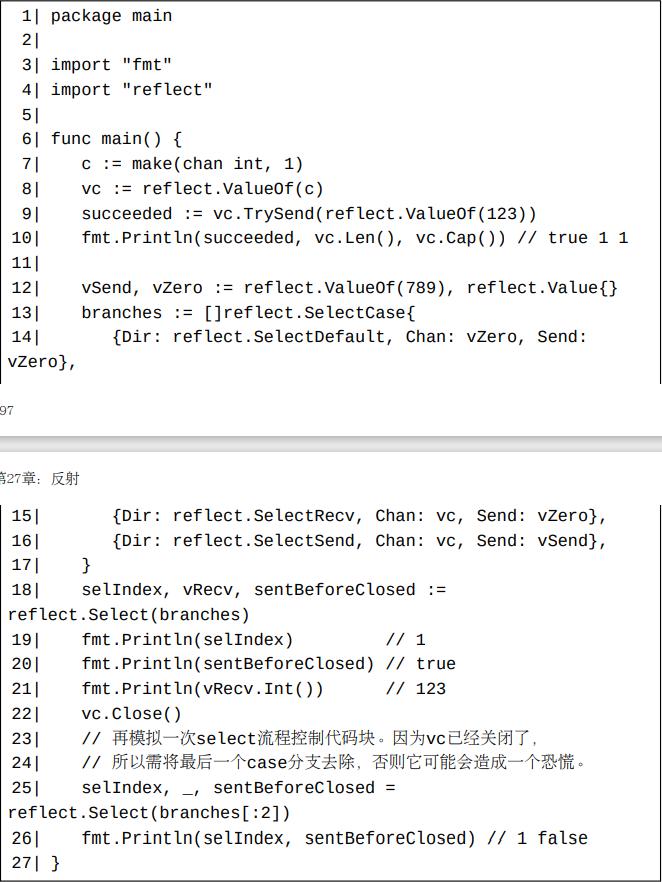 1| package main
2|
3| import "fmt"
4| import "reflect"
5|
6| func main() {
7|    c := make(chan int, 1)
8|    vc := reflect.ValueOf(c)
9|    succeeded := vc.TrySend(reflect.ValueOf(123))
10|    fmt.Println(succeeded, vc.Len(), vc.Cap()) // true 1 1
11|
12|    vSend, vZero := reflect.ValueOf(789), reflect.Value{}
13|    branches := []reflect.SelectCase{
14|       {Dir: reflect.SelectDefault, Chan: vZero, Send:
vZero},
97
第27章：反射
15|       {Dir: reflect.SelectRecv, Chan: vc, Send: vZero},
16|       {Dir: reflect.SelectSend, Chan: vc, Send: vSend},
17|    }
18|    selIndex, vRecv, sentBeforeClosed :=
reflect.Select(branches)
19|    fmt.Println(selIndex)         // 1
20|    fmt.Println(sentBeforeClosed) // true
21|    fmt.Println(vRecv.Int())      // 123
22|    vc.Close()
23|    // 再模拟一次select流程控制代码块。因为vc已经关闭了，
24|    // 所以需将最后一个case分支去除，否则它可能会造成一个恐慌。
25|    selIndex, _, sentBeforeClosed =
reflect.Select(branches[:2])
26|    fmt.Println(selIndex, sentBeforeClosed) // 1 false
27| }